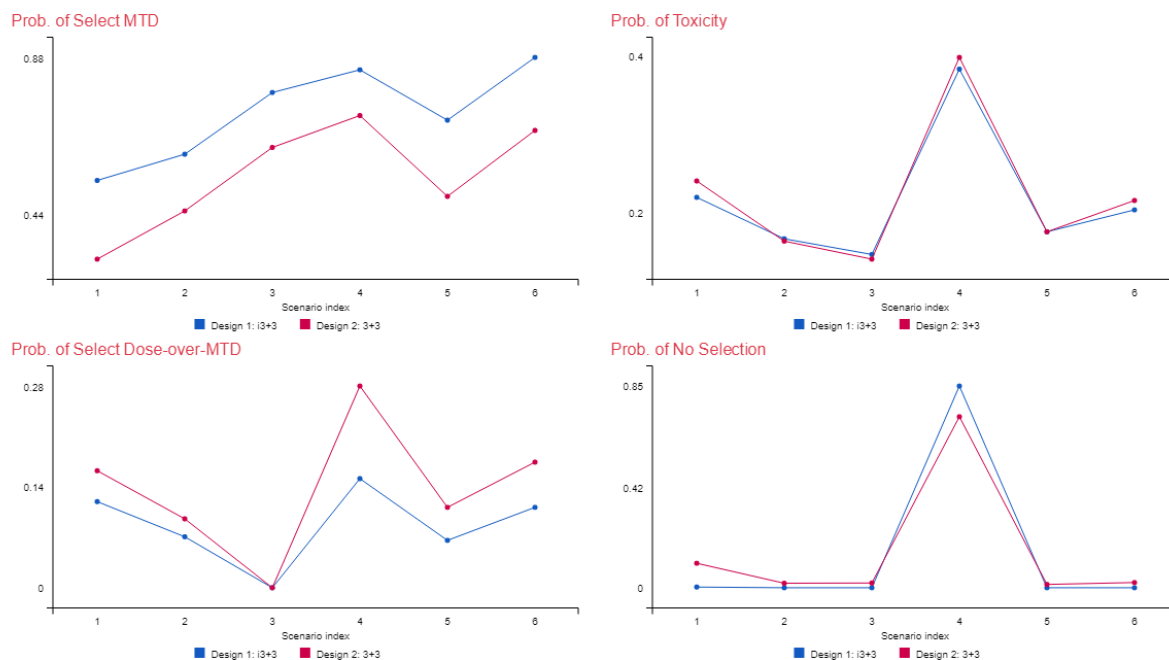 Prob. of Select MTD
0.88
0.44
1 2 3 4 5 6
Scenario index
Design 1: i3+3 Design 2: 3+3
Prob. of Toxicity
0.4
0.2
1 2 3 4 5 6
Scenario index
Design 1: i3+3 Design 2: 3+3
Prob. of Select Dose-over-MTD
0.28
0.14
0
1 2 3 4 5 6
Scenario index
Design 1: i3+3 Design 2: 3+3
Prob. of No Selection
0.85
0.42
0
1 2 3 4 5 6
Scenario index
Design 1: i3+3 Design 2: 3+3